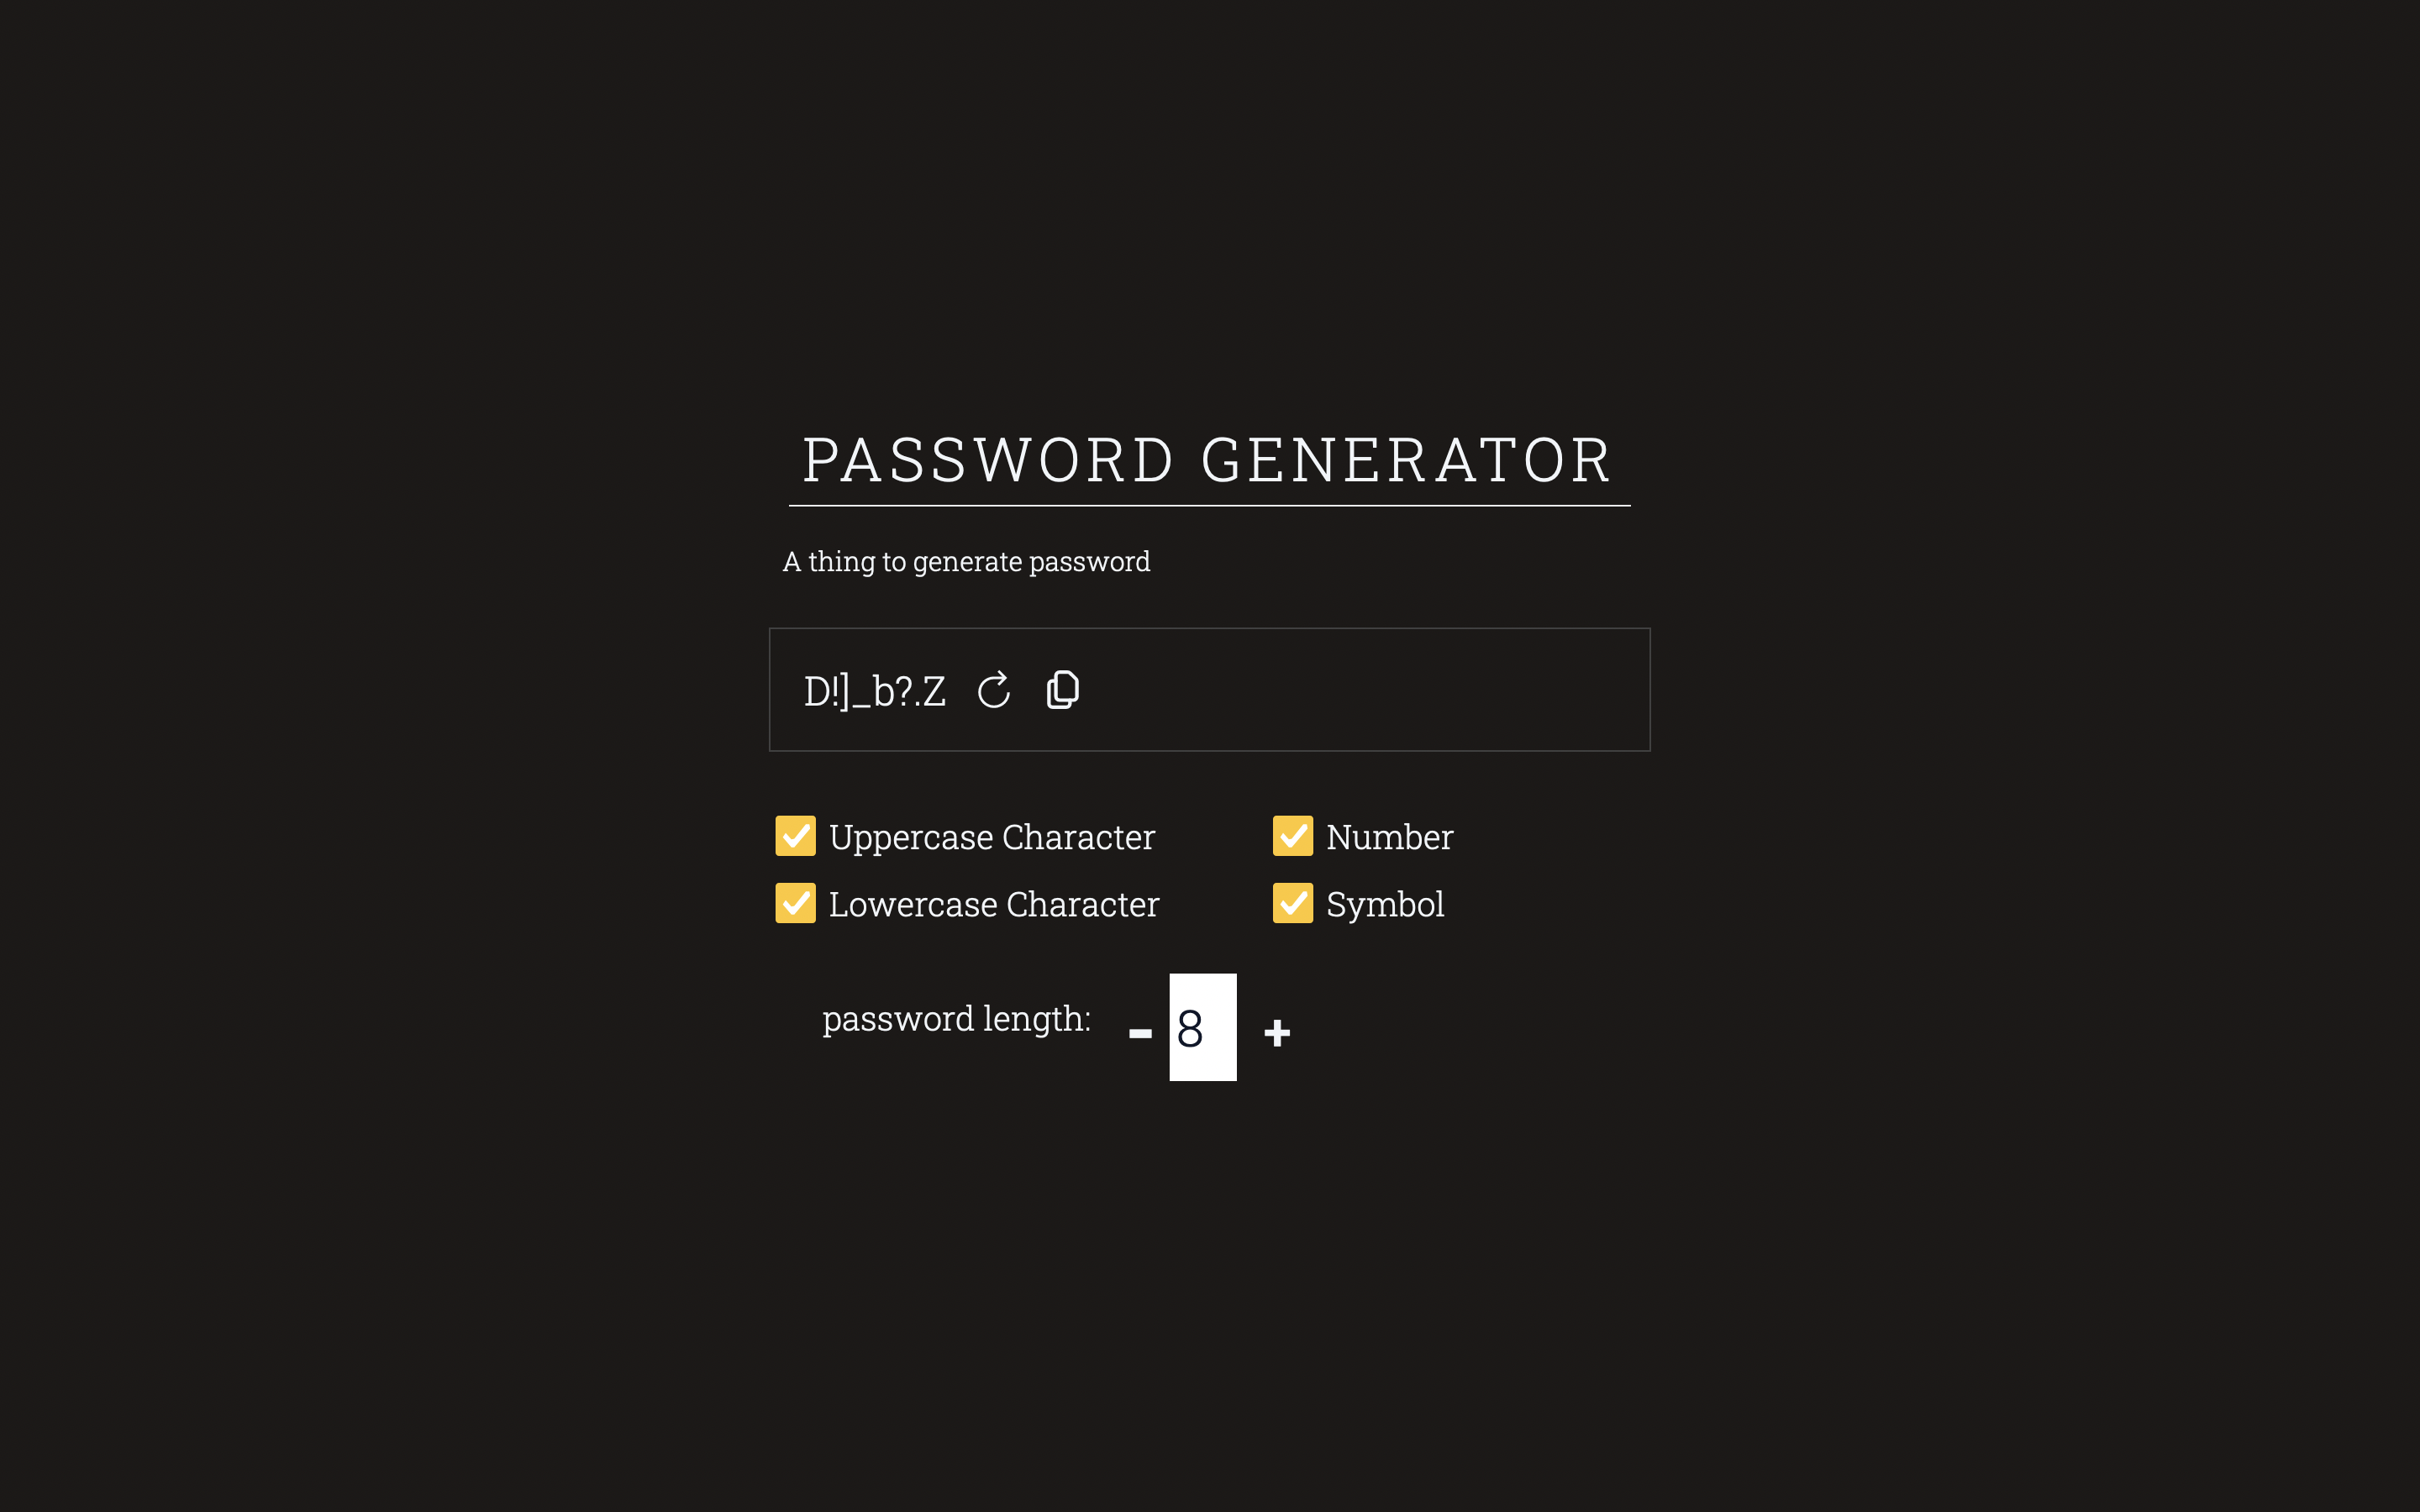 PASSWORD GENERATOR
A thing to generate password
D!]_b?.Z
Uppercase Character
Number
Lowercase Character
Symbol
password length: - 8 +